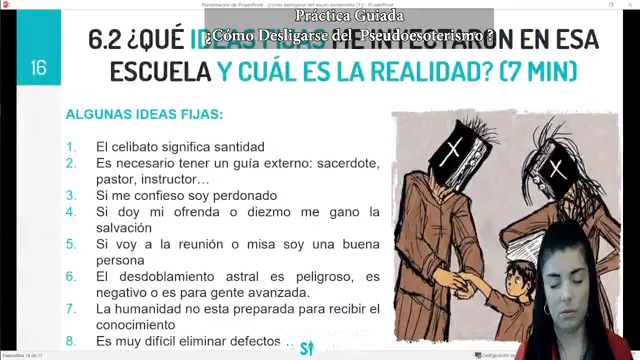 Presentación de PowerPoint
Práctica Guiada
¿Cómo Desligarse del Pseudoesoterismo?
6.2 ¿QUÉ IDEAS FIJAS ME INYECTARON EN ESA
16
ESCUELA Y CUÁL ES LA REALIDAD? (7 MIN)
ALGUNAS IDEAS FIJAS:
1. El celibato significa santidad
2. Es necesario tener un guía externo: sacerdote,
pastor, instructor…
3. Si me confieso soy perdonado
4. Si doy mi ofrenda o diezmo me gano la
salvación
5. Si voy a la reunión o misa soy una buena
persona
6. El desdoblamiento astral es peligroso, es
negativo o es para gente avanzada.
7. La humanidad no esta preparada para recibir el
conocimiento
8. Es muy difícil eliminar defectos